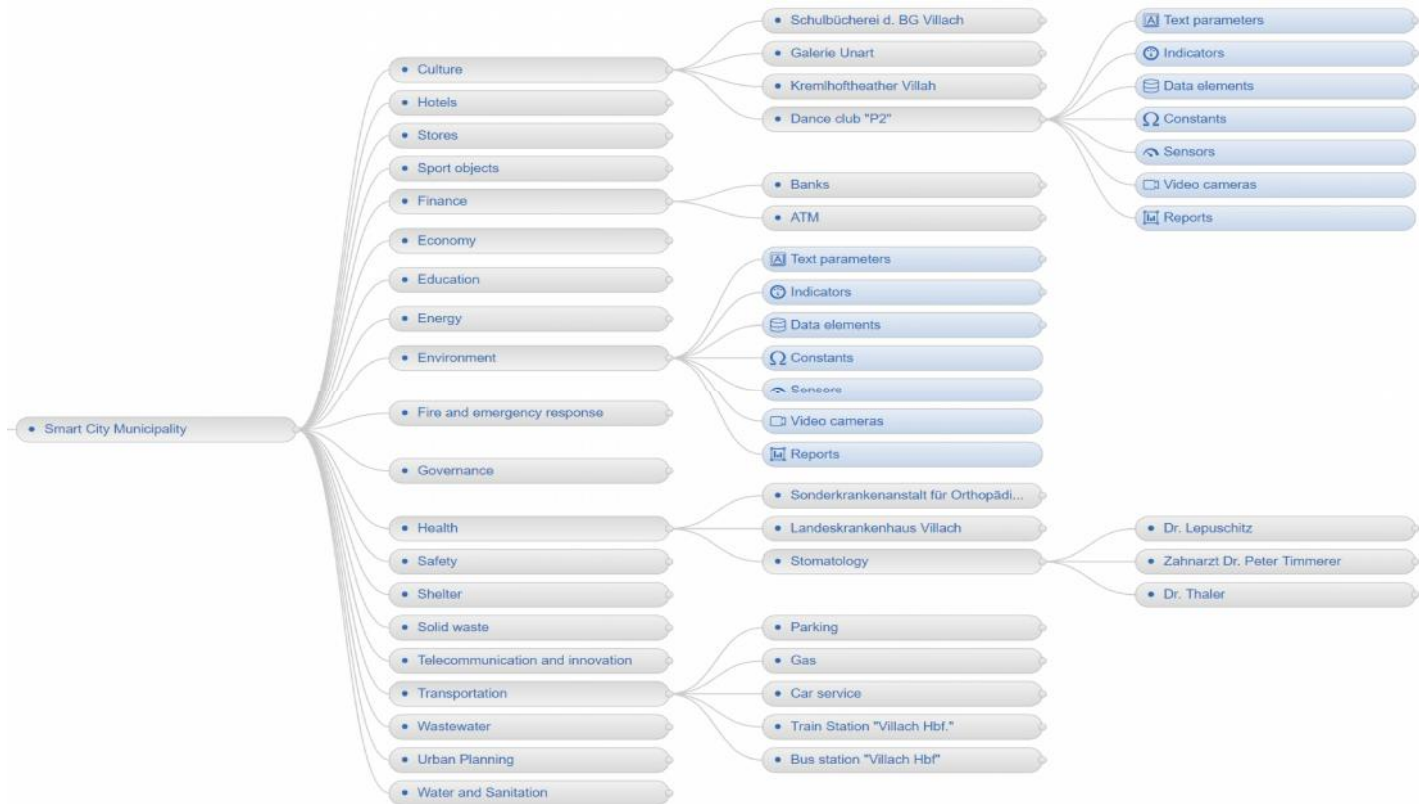 Smart City Municipality
Culture
Hotels
Stores
Sport objects
Finance
Economy
Education
Energy
Environment
Fire and emergency response
Governance
Health
Safety
Shelter
Solid waste
Telecommunication and innovation
Transportation
Wastewater
Urban Planning
Water and Sanitation
Schulbücherei d. BG Villach
Galerie Unart
Kremlhoftheather Villah
Dance club "P2"
Banks
ATM
Text parameters
Indicators
Data elements
Constants
Sensors
Video cameras
Reports
Sonderkrankenanstalt für Orthopädi...
Landeskrankenhaus Villach
Stomatology
Parking
Gas
Car service
Train Station "Villach Hbf."
Bus station "Villach Hbf"
Text parameters
Indicators
Data elements
Constants
Sensors
Video cameras
Reports
Dr. Lepuschitz
Zahnarzt Dr. Peter Timmerer
Dr. Thaler